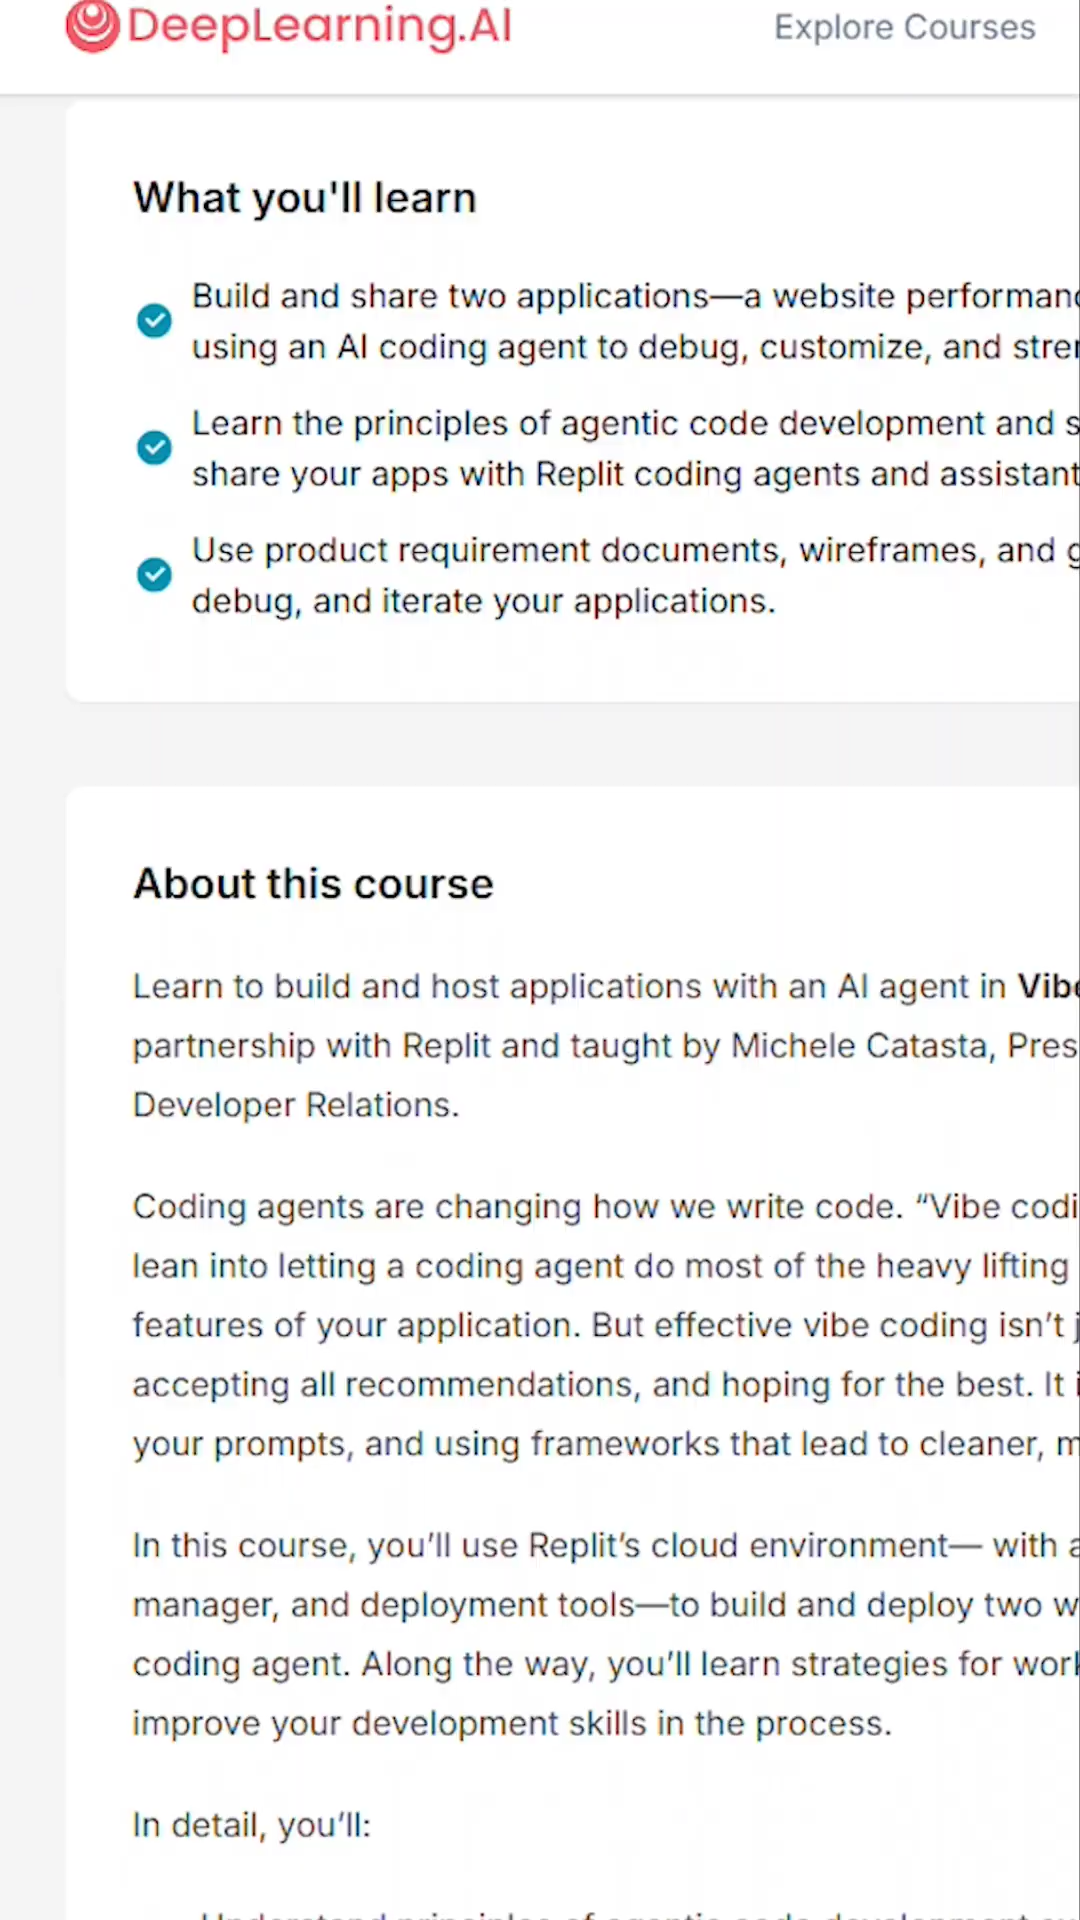 DeepLearning.AI
Explore Courses
What you'll learn
Build and share two applications—a website
using an AI coding agent to debug, customize, and
Learn the principles of agentic code development and
share your apps with Replit coding agents and
Use product requirement documents, wireframes, and
debug, and iterate your applications.
About this course
Learn to build and host applications with an AI agent in
partnership with Replit and taught by Michele Catasta,
Developer Relations.
Coding agents are changing how we write code. “Vibe
lean into letting a coding agent do most of the heavy lifting
features of your application. But effective vibe coding isn’t
accepting all recommendations, and hoping for the best. It
your prompts, and using frameworks that lead to cleaner,
In this course, you’ll use Replit’s cloud environment— with
manager, and deployment tools—to build and deploy two
coding agent. Along the way, you’ll learn strategies for
improve your development skills in the process.
In detail, you’ll: